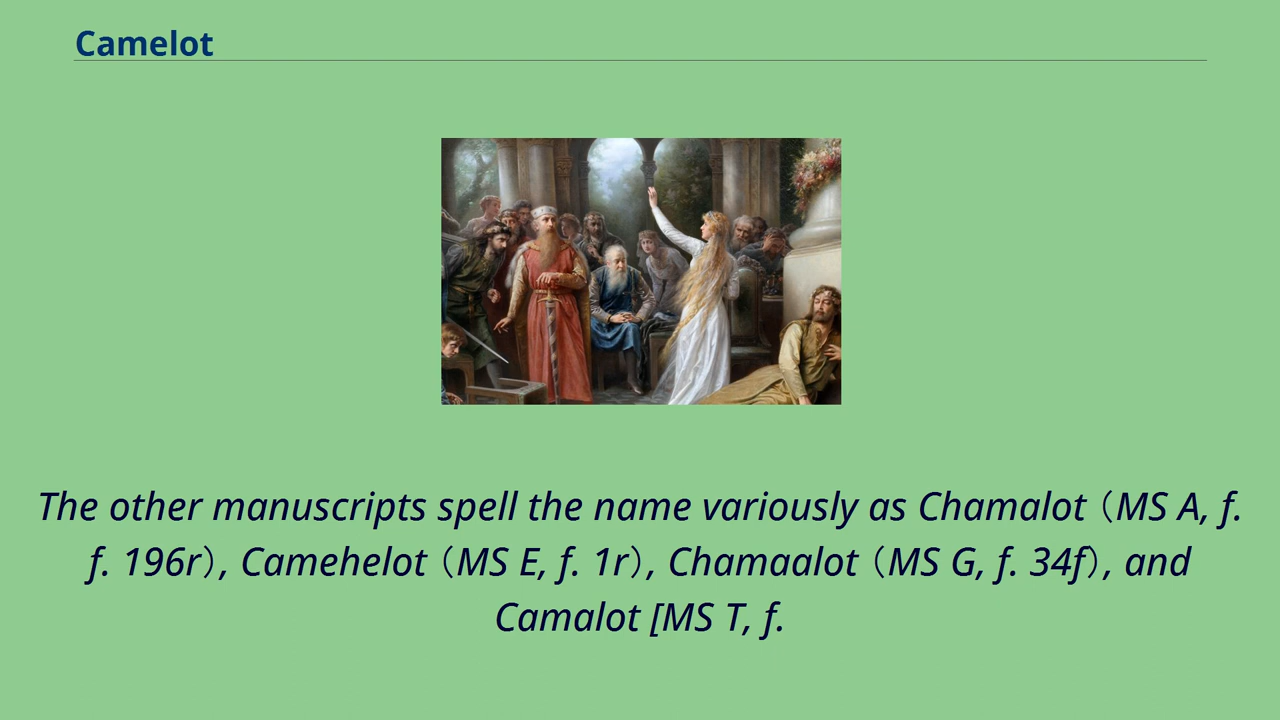 Camelot
The other manuscripts spell the name variously as Chamalot（MS A, f.
f. 196r）, Camehelot（MS E, f. 1r）, Chamaalot（MS G, f. 34f）, and
Camalot [MS T, f.